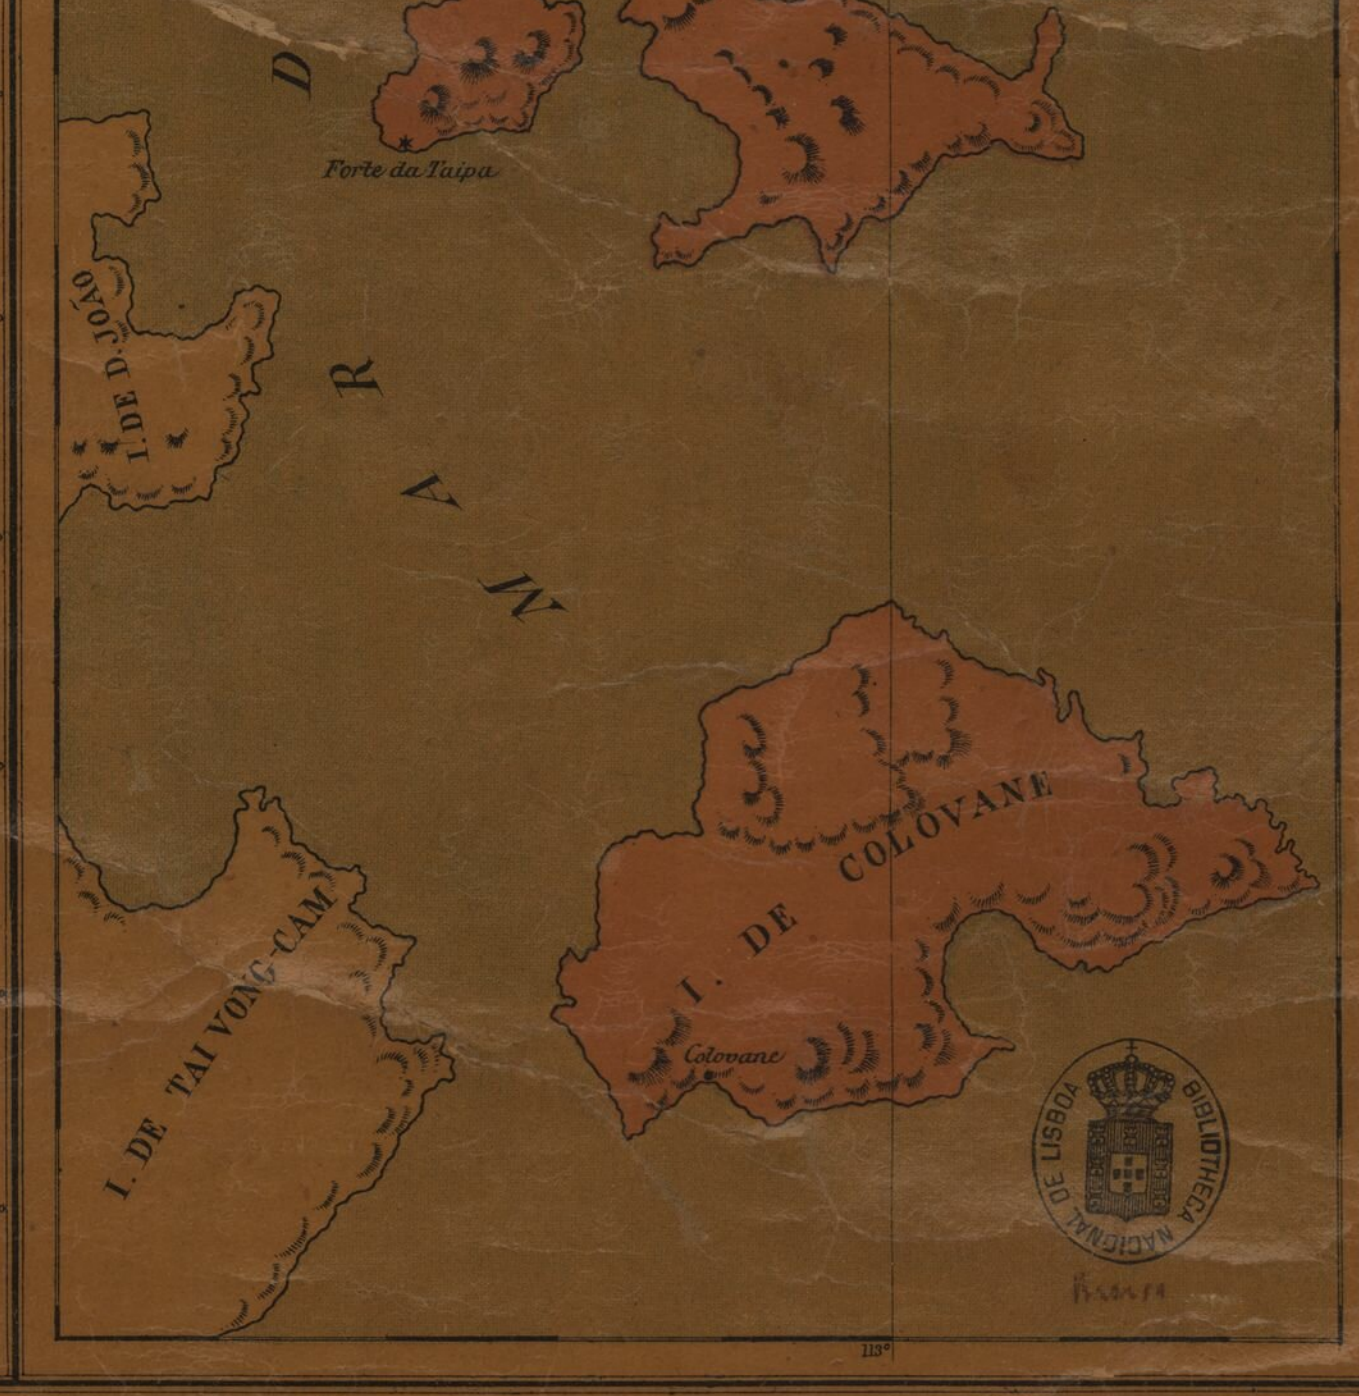 D
Forte da Taipa
I. DE D. JOÃO
R
A
M
I. DE COLOVANE
I. DE TAI VONG-CAM
Colovane
BIBLIOTHECA NACIONAL DE LISBOA
113°